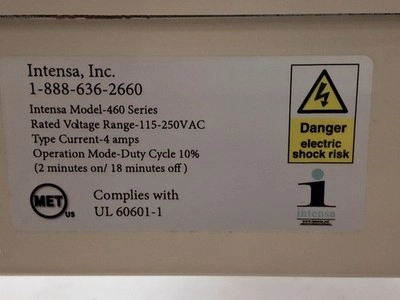 Intensa, Inc.
1-888-636-2660
Intensa Model-460 Series
Rated Voltage Range-115-250VAC
Type Current-4 amps
Operation Mode-Duty Cycle 10%
(2 minutes on/ 18 minutes off )
MET US
Complies with
UL 60601-1
Danger
electric
shock risk
intensa